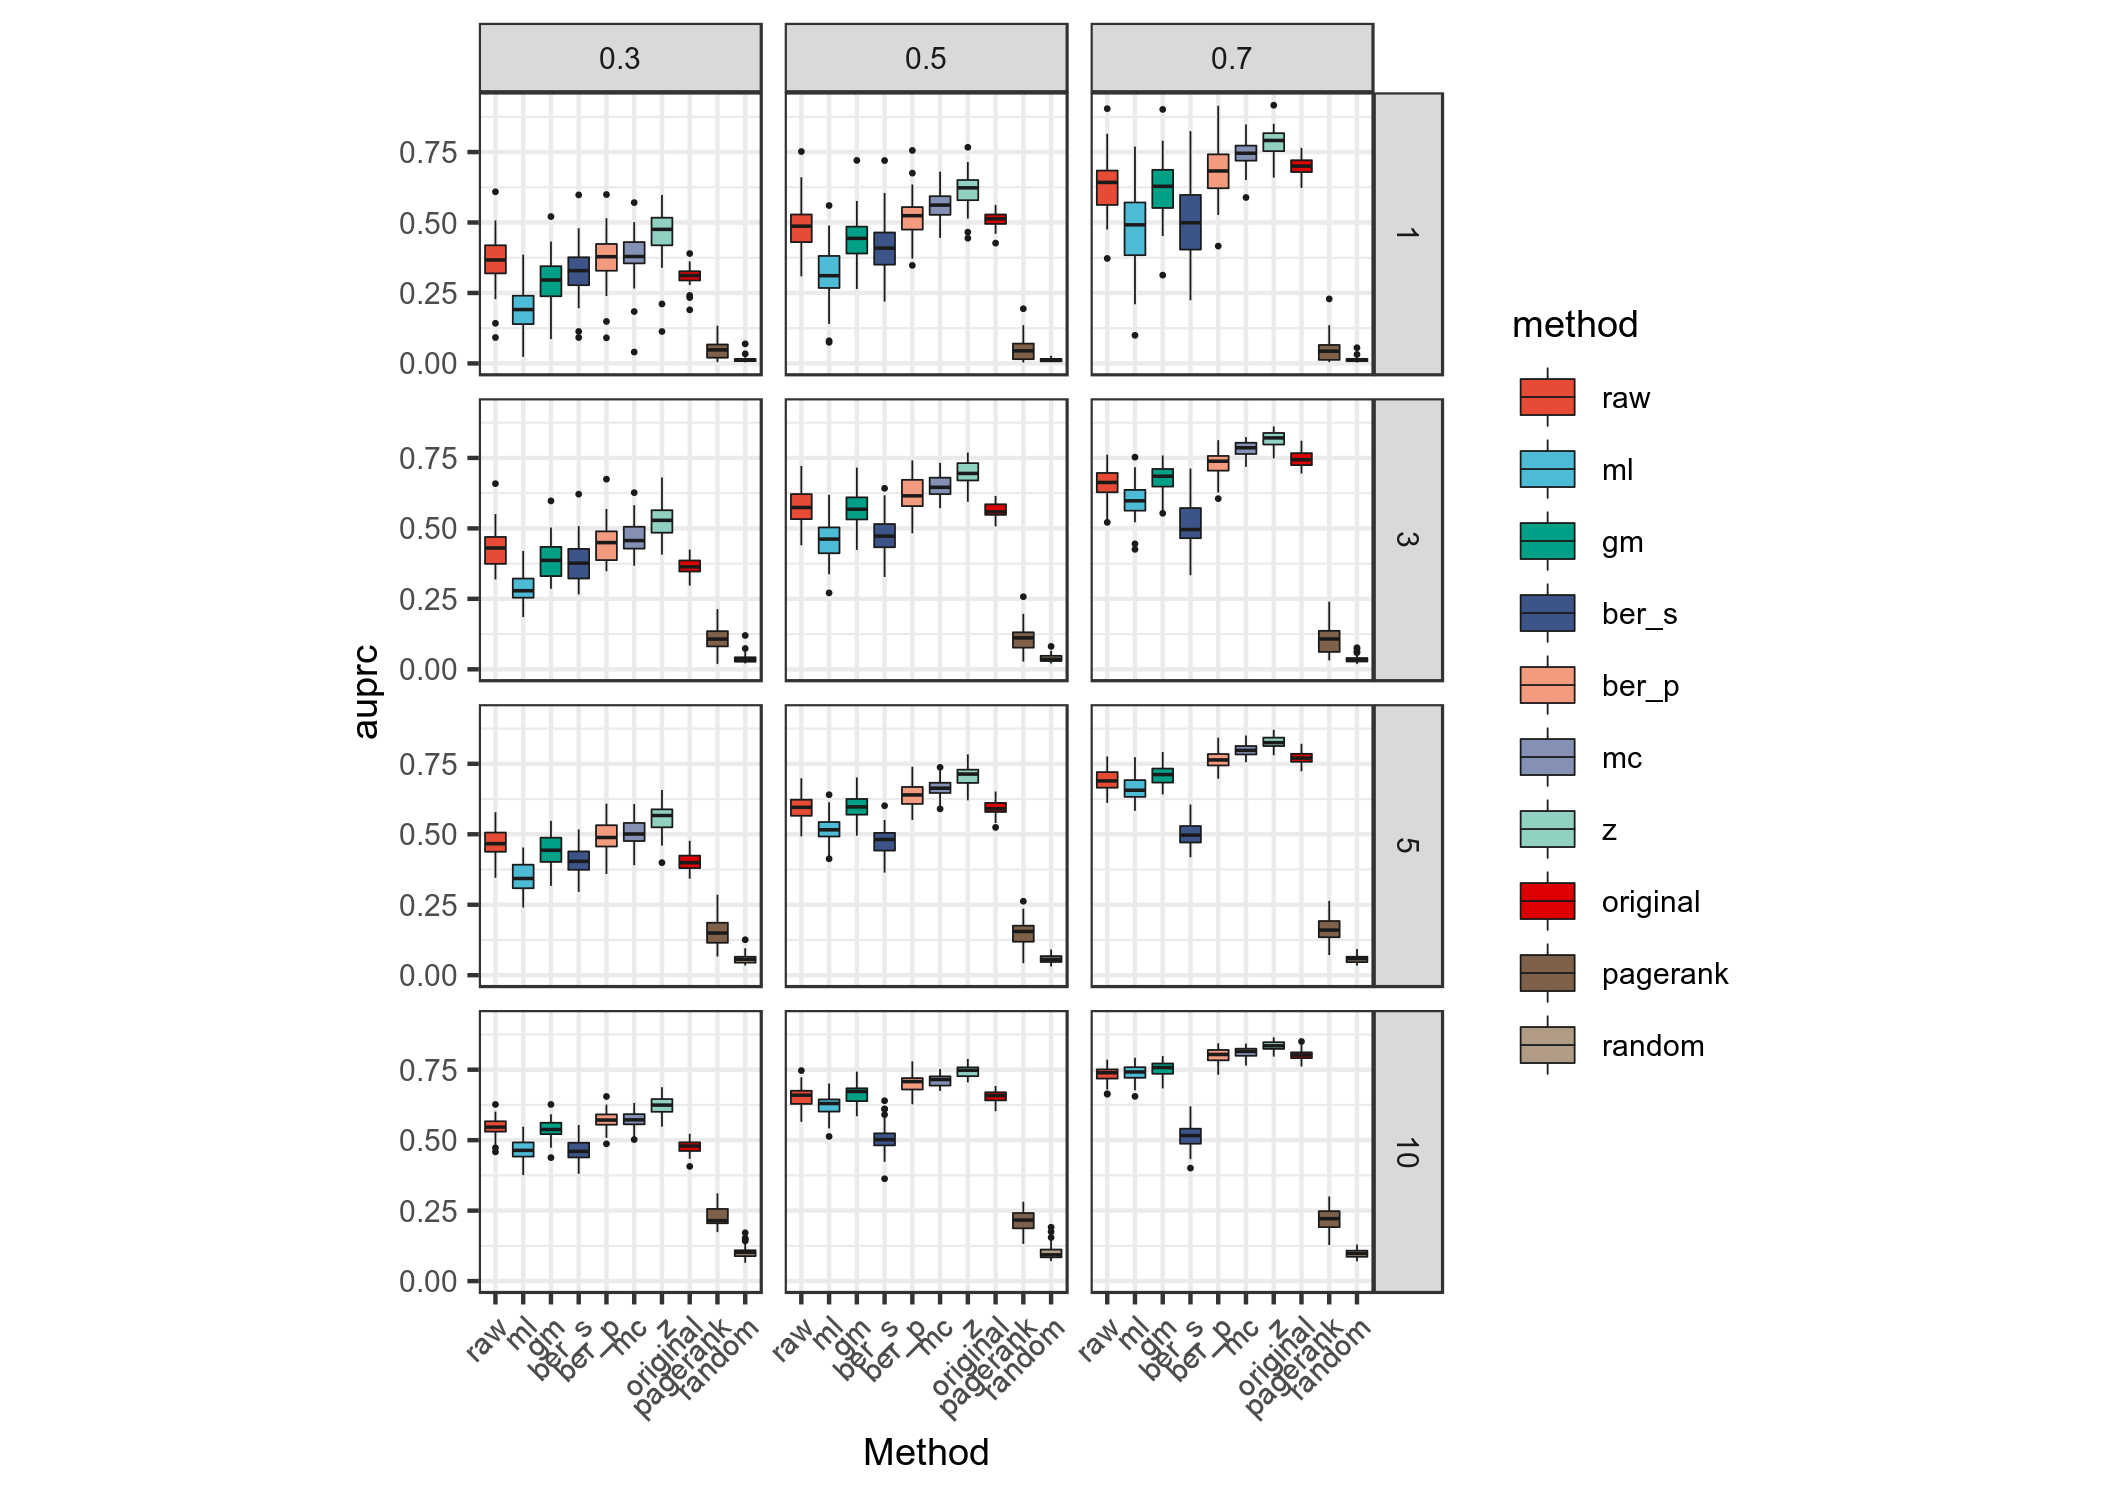 0.3
0.5
0.7
0.75
0.50
0.25
0.00
1
0.75
0.50
0.25
0.00
3
0.75
0.50
0.25
0.00
5
0.75
0.50
0.25
0.00
10
auprc
raw
ml
gm
ber_s
ber_p
mc
z
original
pagerank
random
raw
ml
gm
ber_s
ber_p
mc
z
original
pagerank
random
raw
ml
gm
ber_s
ber_p
mc
z
original
pagerank
random
Method
method
raw
ml
gm
ber_s
ber_p
mc
z
original
pagerank
random